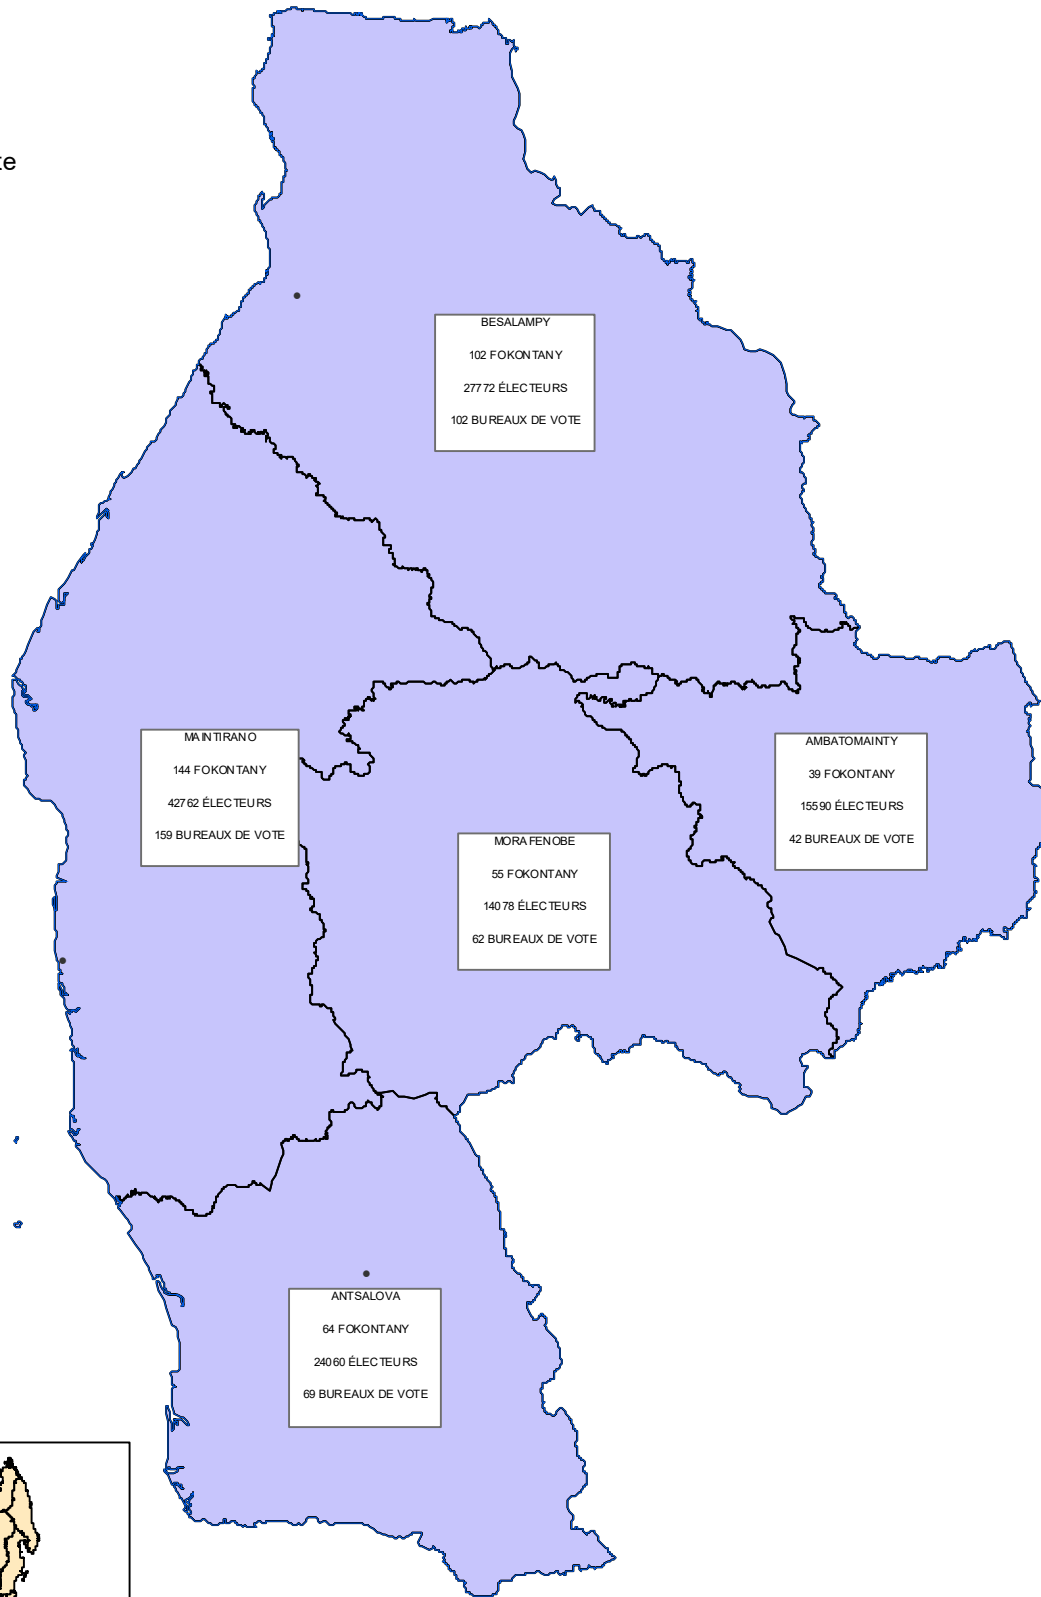 te
BESALAMPY
102 FOKONTANY
27772 ÉLECTEURS
102 BUREAUX DE VOTE
MAINTIRANO
144 FOKONTANY
42762 ÉLECTEURS
159 BUREAUX DE VOTE
AMBATOMAINTY
39 FOKONTANY
15590 ÉLECTEURS
42 BUREAUX DE VOTE
MORAFENOBE
55 FOKONTANY
14078 ÉLECTEURS
62 BUREAUX DE VOTE
ANTSALOVA
64 FOKONTANY
24060 ÉLECTEURS
69 BUREAUX DE VOTE